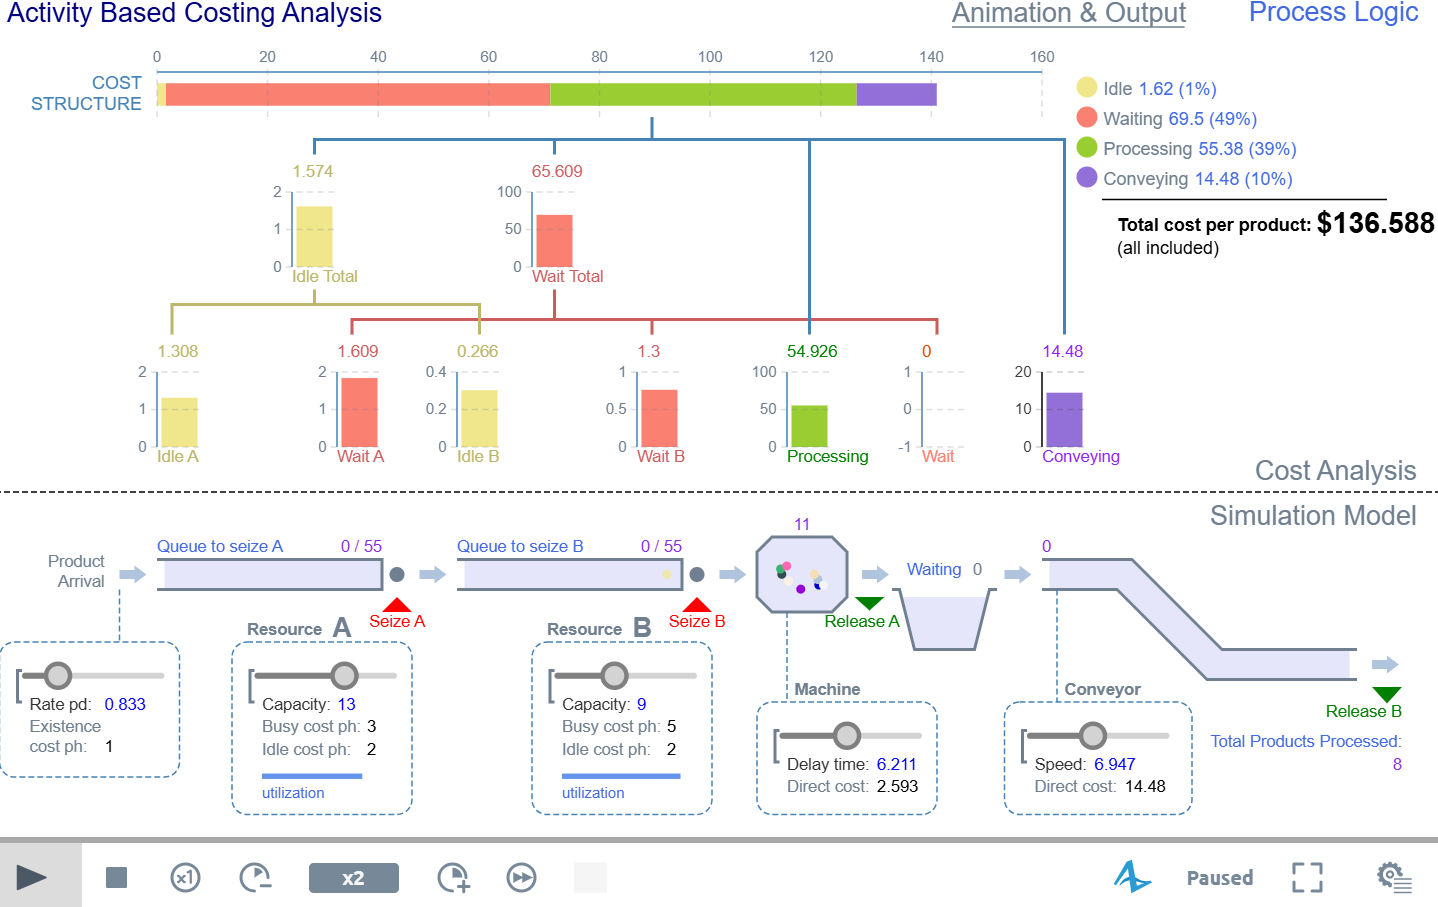 Activity Based Costing Analysis
Animation & Output
Process Logic
0 20 40 60 80 100 120 140 160
COST
STRUCTURE
Idle 1.62 (1%)
Waiting 69.5 (49%)
Processing 55.38 (39%)
Conveying 14.48 (10%)
Total cost per product: $136.588
(all included)
1.574
2
1
0
Idle Total
65.609
100
50
0
Wait Total
1.308
2
1
0
Idle A
1.609
2
1
0
Wait A
0.266
0.4
0.2
0
Idle B
1.3
1
0.5
0
Wait B
54.926
100
50
0
Processing
0
1
0
-1
Wait
14.48
20
10
0
Conveying
Cost Analysis
Simulation Model
Product
Arrival
Queue to seize A 0 / 55
Seize A
Queue to seize B 0 / 55
Seize B
11
Release A
Waiting 0
0
Release B
Total Products Processed:
8
Rate pd: 0.833
Existence
cost ph: 1
Resource A
Capacity: 13
Busy cost ph: 3
Idle cost ph: 2
utilization
Resource B
Capacity: 9
Busy cost ph: 5
Idle cost ph: 2
utilization
Machine
Delay time: 6.211
Direct cost: 2.593
Conveyor
Speed: 6.947
Direct cost: 14.48
x1
x2
Paused